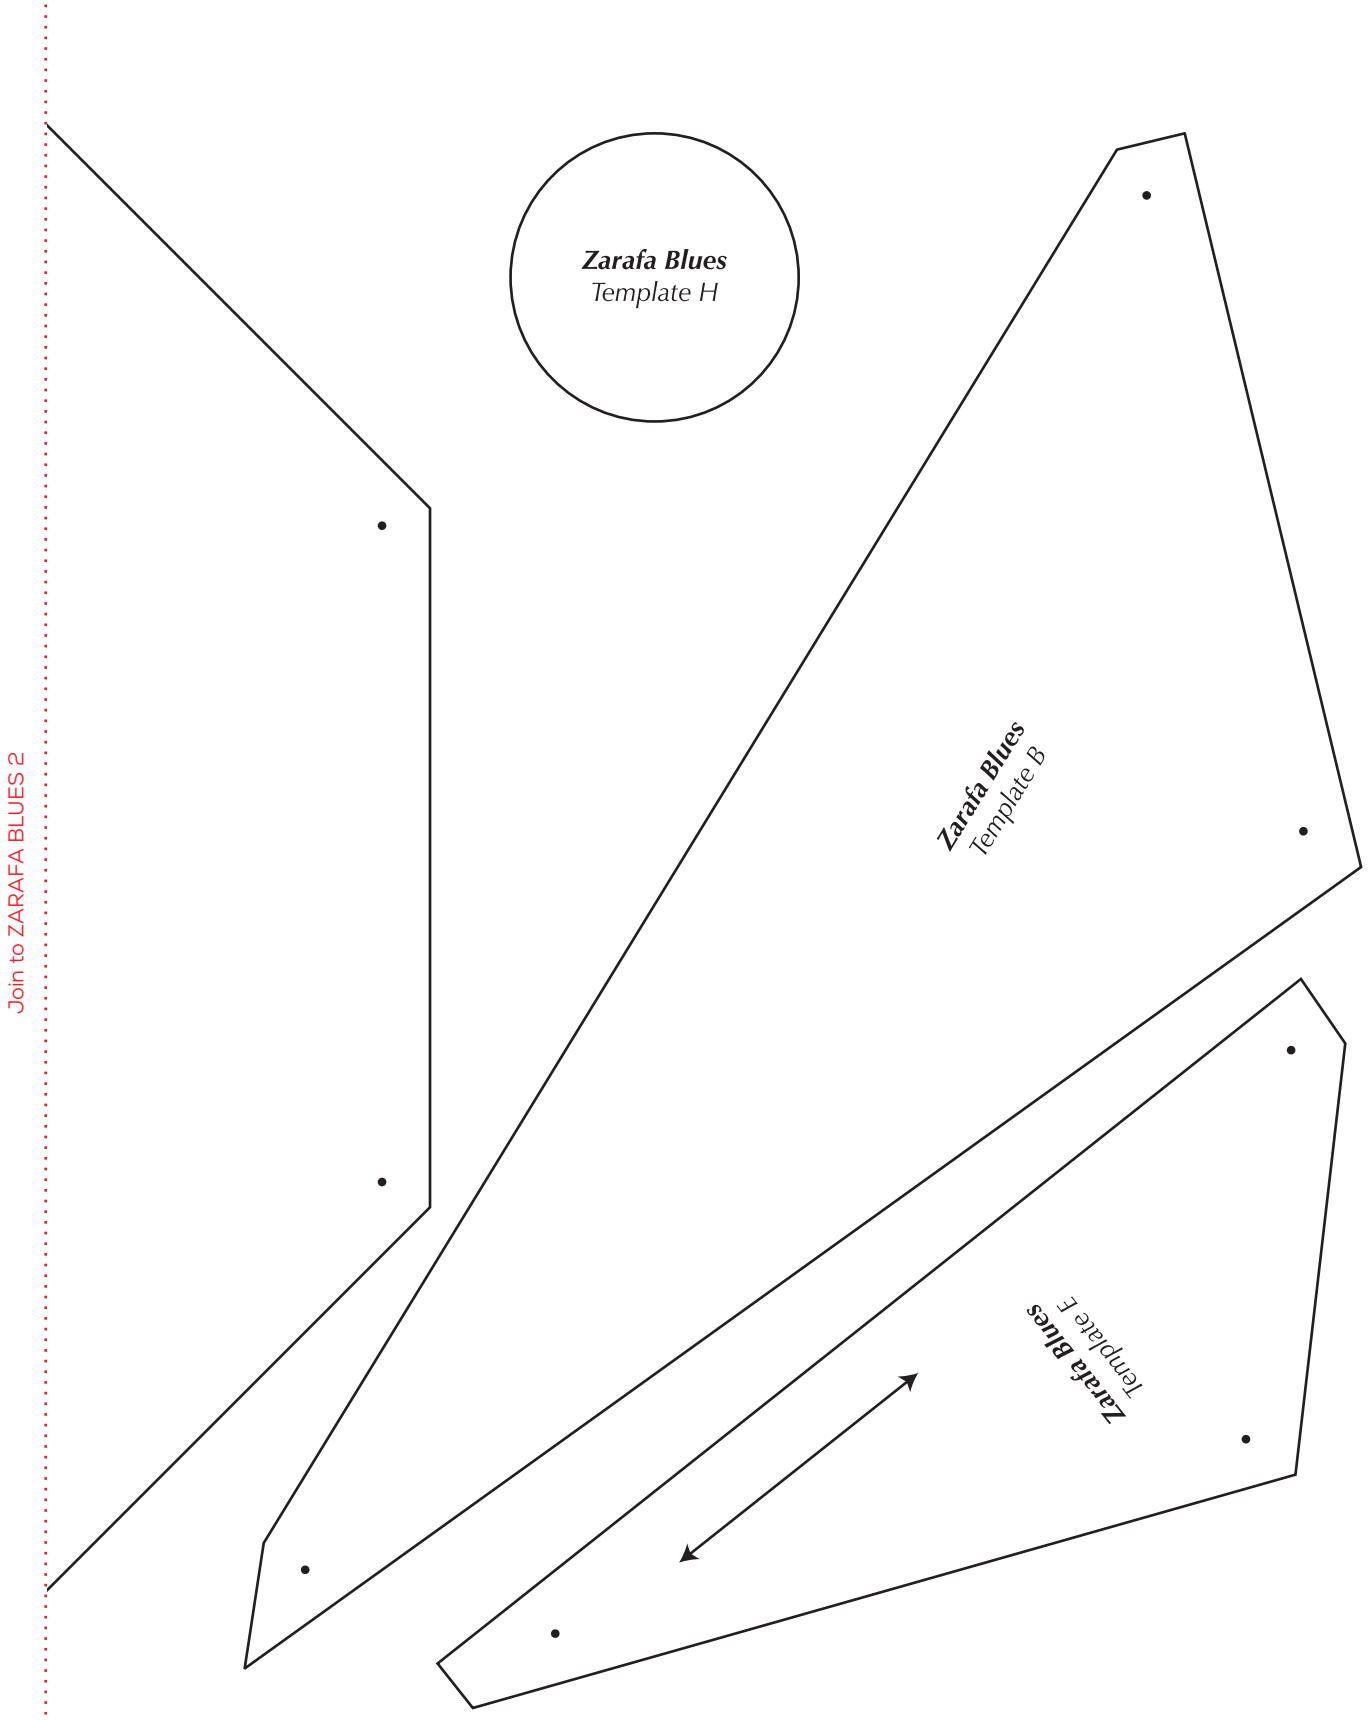 Zarafa Blues
Template H
Zarafa Blues
Template B
Join to ZARAFA BLUES 2
Zarafa Blues
Template E